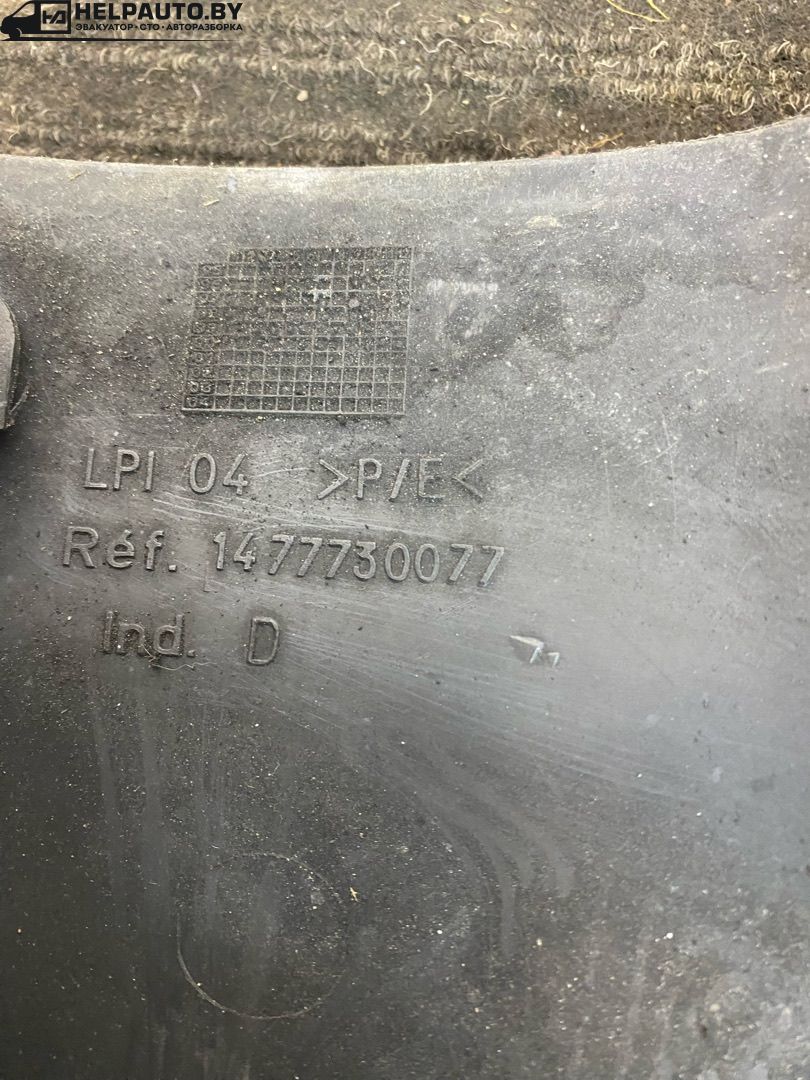 HELPAUTO.BY
ЭВАКУАТОР·СТО·АВТОРАЗБОРКА
LPI 04 >P/E<
Réf. 1477730077
Ind. D